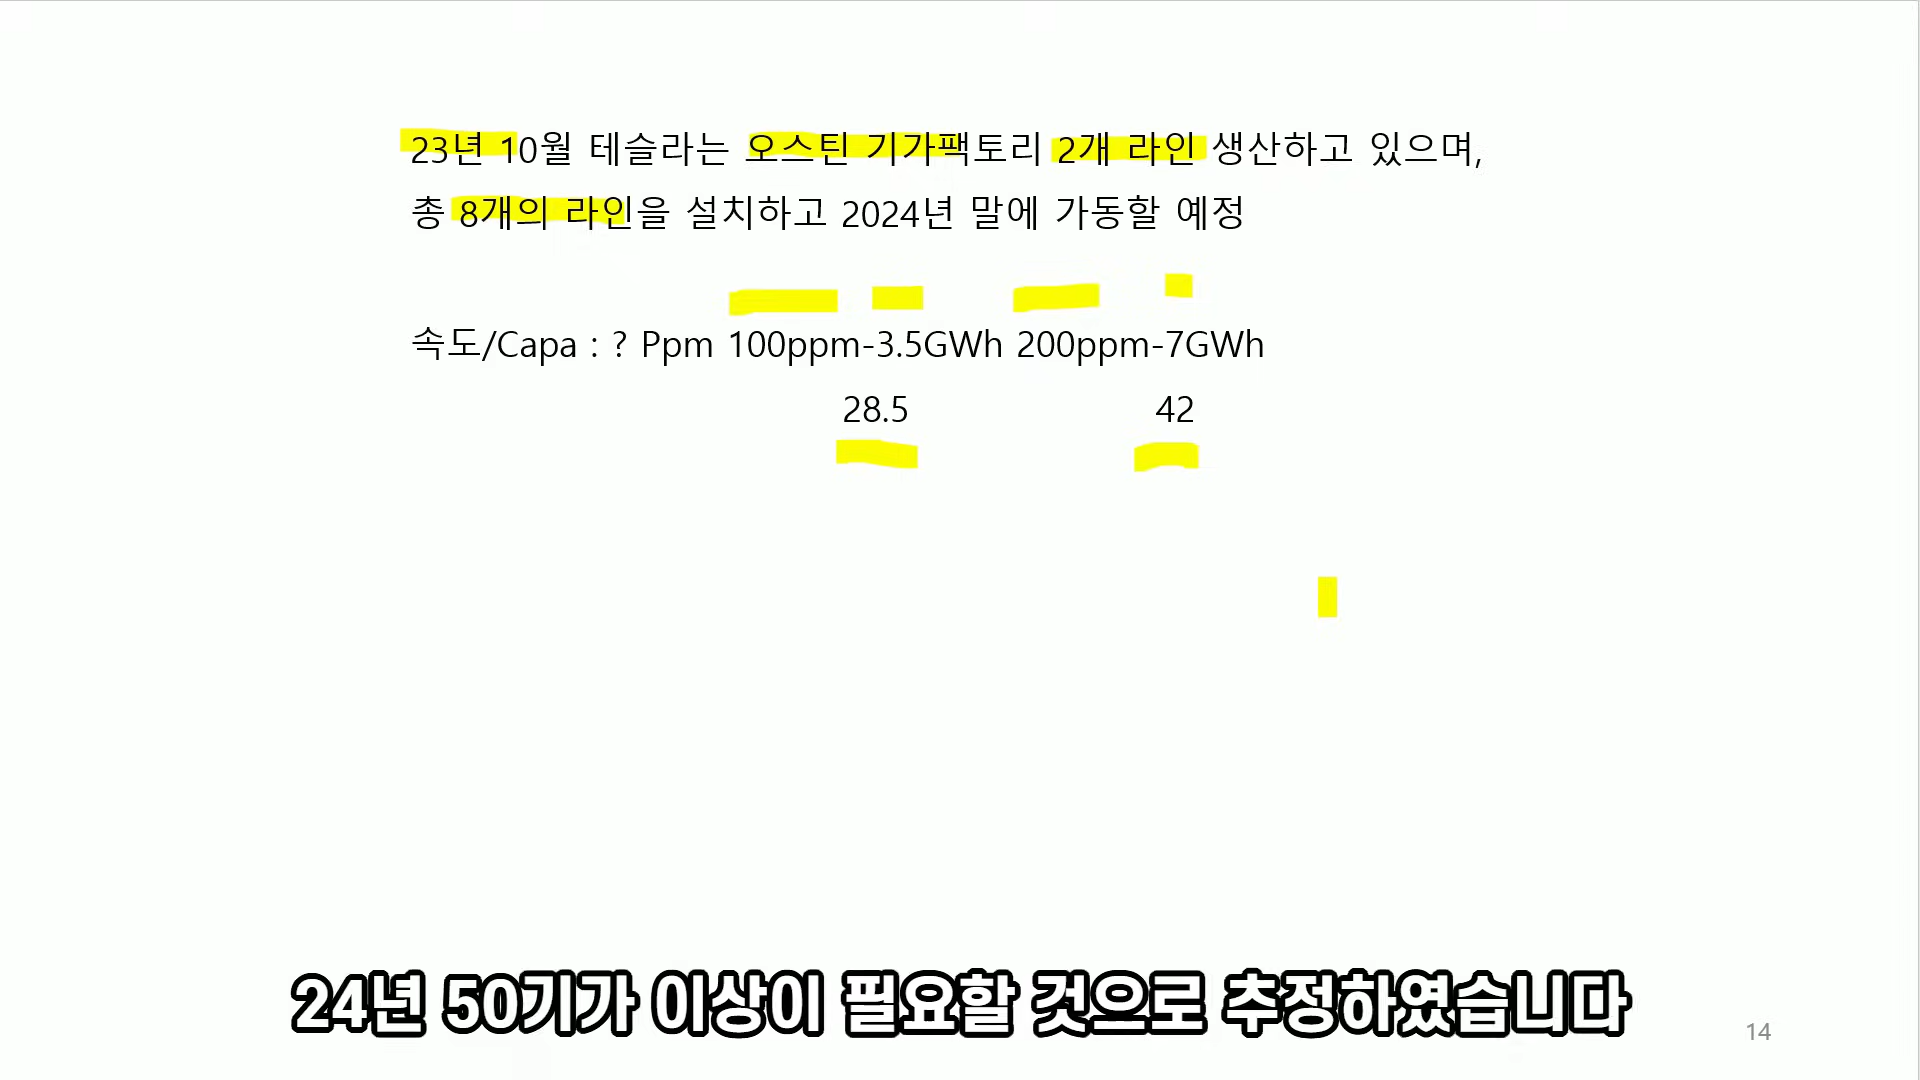 23년 10월 테슬라는 오스틴 기가팩토리 2개 라인 생산하고 있으며,
총 8개의 라인을 설치하고 2024년 말에 가동할 예정
속도/Capa : ? Ppm 100ppm-3.5GWh 200ppm-7GWh
28.5 42
24년 50기가 이상이 필요할 것으로 추정하였습니다
14